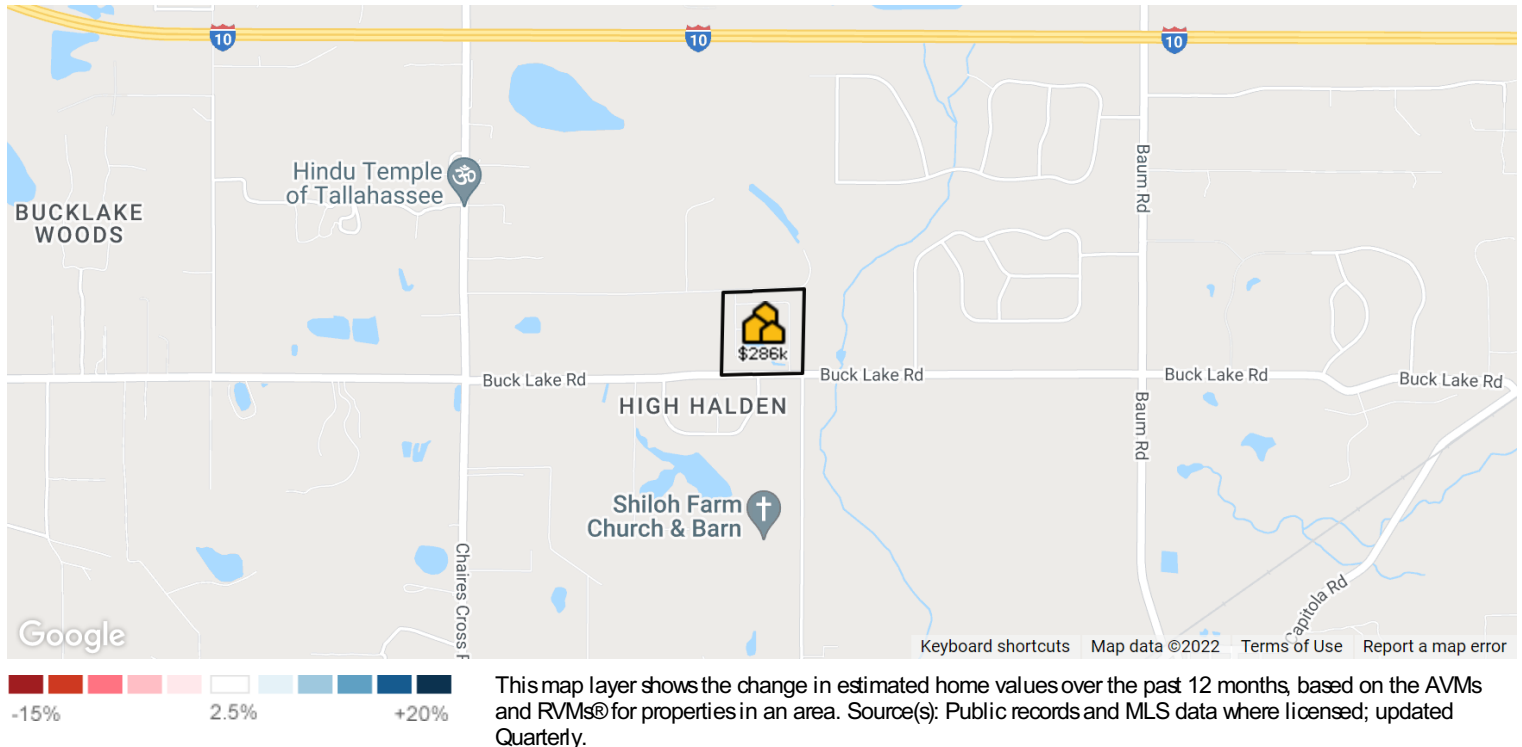 10
10
10
Hindu Temple
of Tallahassee
ॐ
BUCKLAKE
WOODS
Baum Rd
$286k
Buck Lake Rd
Buck Lake Rd
Buck Lake Rd
Buck Lake Rd
HIGH HALDEN
Baum Rd
Shiloh Farm
Church & Barn
Chaires Cross R
Capitola Rd
Google
Keyboard shortcuts
Map data ©2022
Terms of Use
Report a map error
-15%
2.5%
+20%
This map layer shows the change in estimated home values over the past 12 months, based on the AVMs
and RVMs® for properties in an area. Source(s): Public records and MLS data where licensed; updated
Quarterly.